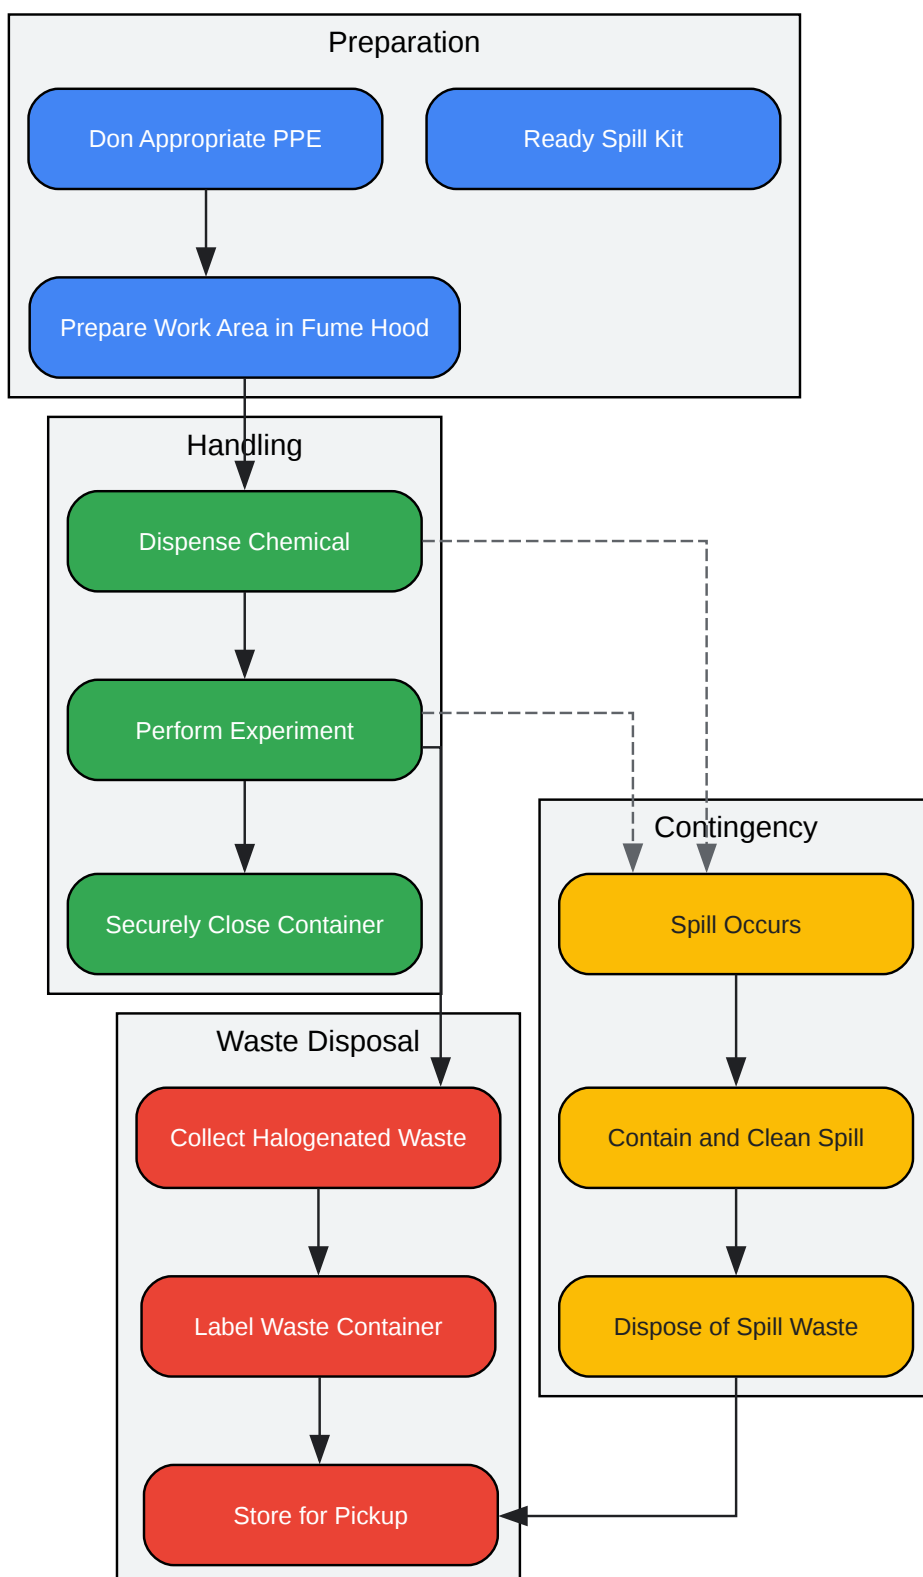 Preparation
Don Appropriate PPE
Ready Spill Kit
Prepare Work Area in Fume Hood
Handling
Dispense Chemical
Perform Experiment
Securely Close Container
Contingency
Spill Occurs
Contain and Clean Spill
Dispose of Spill Waste
Waste Disposal
Collect Halogenated Waste
Label Waste Container
Store for Pickup